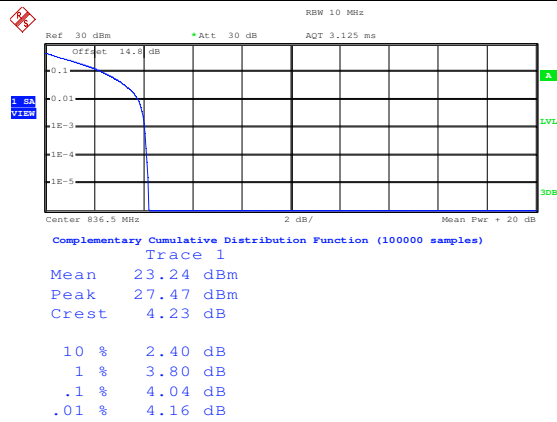 RBW 10 MHz
Ref 30 dBm *Att 30 dB AQT 3.125 ms
Offset 14.8 dB
0.1
A
0.01
1 SA
VIEW
1E-3
LVL
1E-4
1E-5
3DB
Center 836.5 MHz 2 dB/ Mean Pwr + 20 dB
Complementary Cumulative Distribution Function (100000 samples)
Trace 1
Mean 23.24 dBm
Peak 27.47 dBm
Crest 4.23 dB
10 % 2.40 dB
1 % 3.80 dB
.1 % 4.04 dB
.01 % 4.16 dB